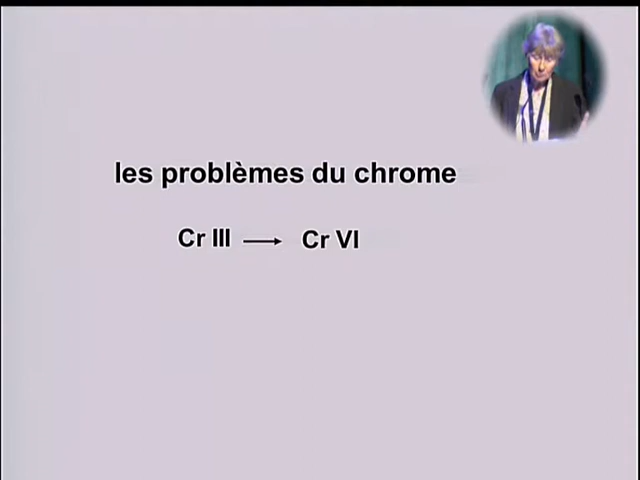 les problèmes du chrome
Cr III → Cr VI